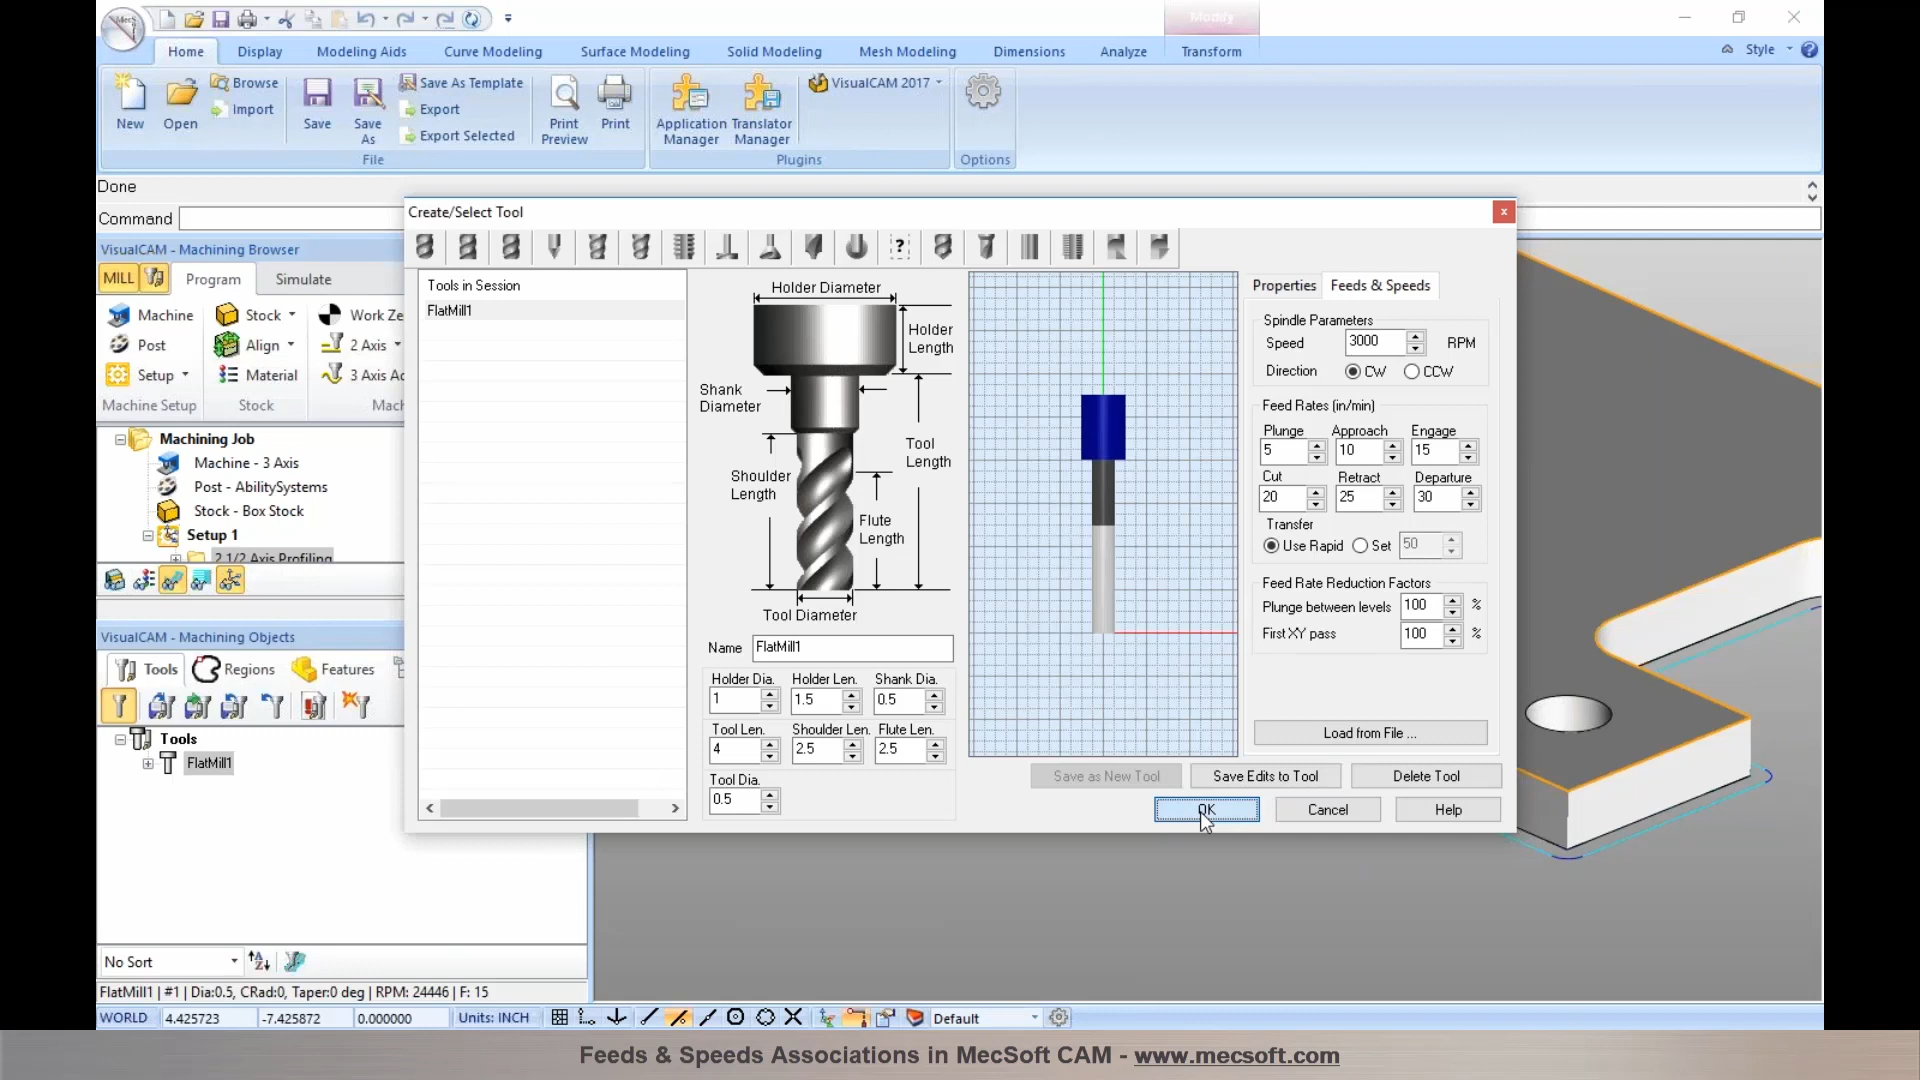 MecS
Modify
Home Display Modeling Aids Curve Modeling Surface Modeling Solid Modeling Mesh Modeling Dimensions Analyze Transform Style
New Open Browse Import Save Save As Save As Template Export Export Selected Print Preview Print Application Manager Translator Manager VisualCAM 2017
File Plugins Options
Done
Command
Create/Select Tool
x
VisualCAM - Machining Browser
MILL Program Simulate
Machine Stock Work Ze
Post Align 2 Axis
Setup Material 3 Axis Ac
Machine Setup Stock Mach
Machining Job
Machine - 3 Axis
Post - AbilitySystems
Stock - Box Stock
Setup 1
2 1/2 Axis Profiling
VisualCAM - Machining Objects
Tools Regions Features
Tools
FlatMill1
No Sort
A
Z
?
Tools in Session
FlatMill1
Holder Diameter
Holder Length
Shank Diameter
Tool Length
Shoulder Length
Flute Length
Tool Diameter
Name FlatMill1
Holder Dia. Holder Len. Shank Dia.
1 1.5 0.5
Tool Len. Shoulder Len. Flute Len.
4 2.5 2.5
Tool Dia.
0.5
Properties Feeds & Speeds
Spindle Parameters
Speed 3000 RPM
Direction CW CCW
Feed Rates (in/min)
Plunge Approach Engage
5 10 15
Cut Retract Departure
20 25 30
Transfer
Use Rapid Set 50
Feed Rate Reduction Factors
Plunge between levels 100 %
First XY pass 100 %
Load from File ...
Save as New Tool Save Edits to Tool Delete Tool
OK Cancel Help
FlatMill1 | #1 | Dia:0.5, CRad:0, Taper:0 deg | RPM: 24446 | F: 15
WORLD 4.425723 -7.425872 0.000000 Units: INCH Default
Feeds & Speeds Associations in MecSoft CAM - www.mecsoft.com